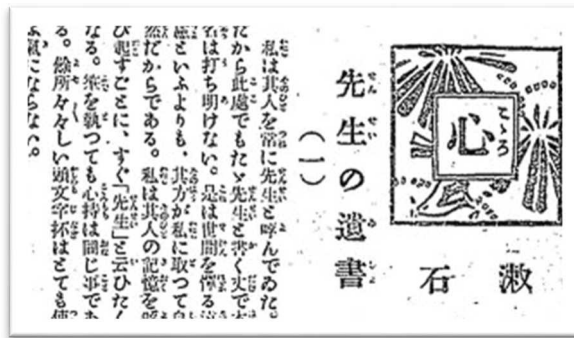 心
こゝろ
漱石
先生の遺書
(一)
私は其人を常に先生と呼んでゐた。
だから此處でもたゞ先生と書く丈で本
名は打ち明けない。是は世間を憚る遠
慮といふよりも、其方が私に取つて自
然だからである。私は其人の記憶を呼
び起すごとに、すぐ「先生」と云ひたく
なる。筆を執つても心持は同じ事であ
る。餘所々々しい頭文字抔はとても使
ふ氣にならない。